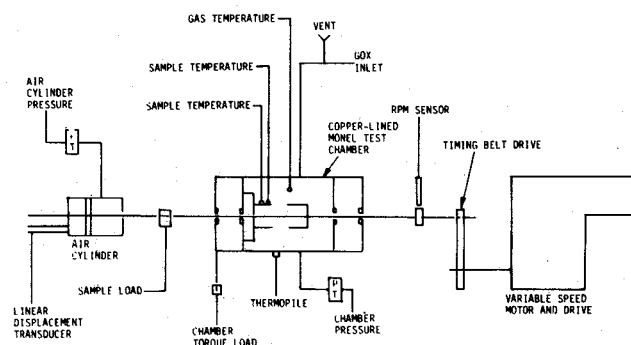 GAS TEMPERATURE
VENT
GOX
INLET
SAMPLE TEMPERATURE
AIR
CYLINDER
PRESSURE
SAMPLE TEMPERATURE
RPM SENSOR
COPPER-LINED
MONEL TEST
CHAMBER
TIMING BELT DRIVE
T
AIR
CYLINDER
SAMPLE LOAD
THERMOPILE
P
T
LINEAR
DISPLACEMENT
TRANSDUCER
CHAMBER
TORQUE LOAD
CHAMBER
PRESSURE
VARIABLE SPEED
MOTOR AND DRIVE